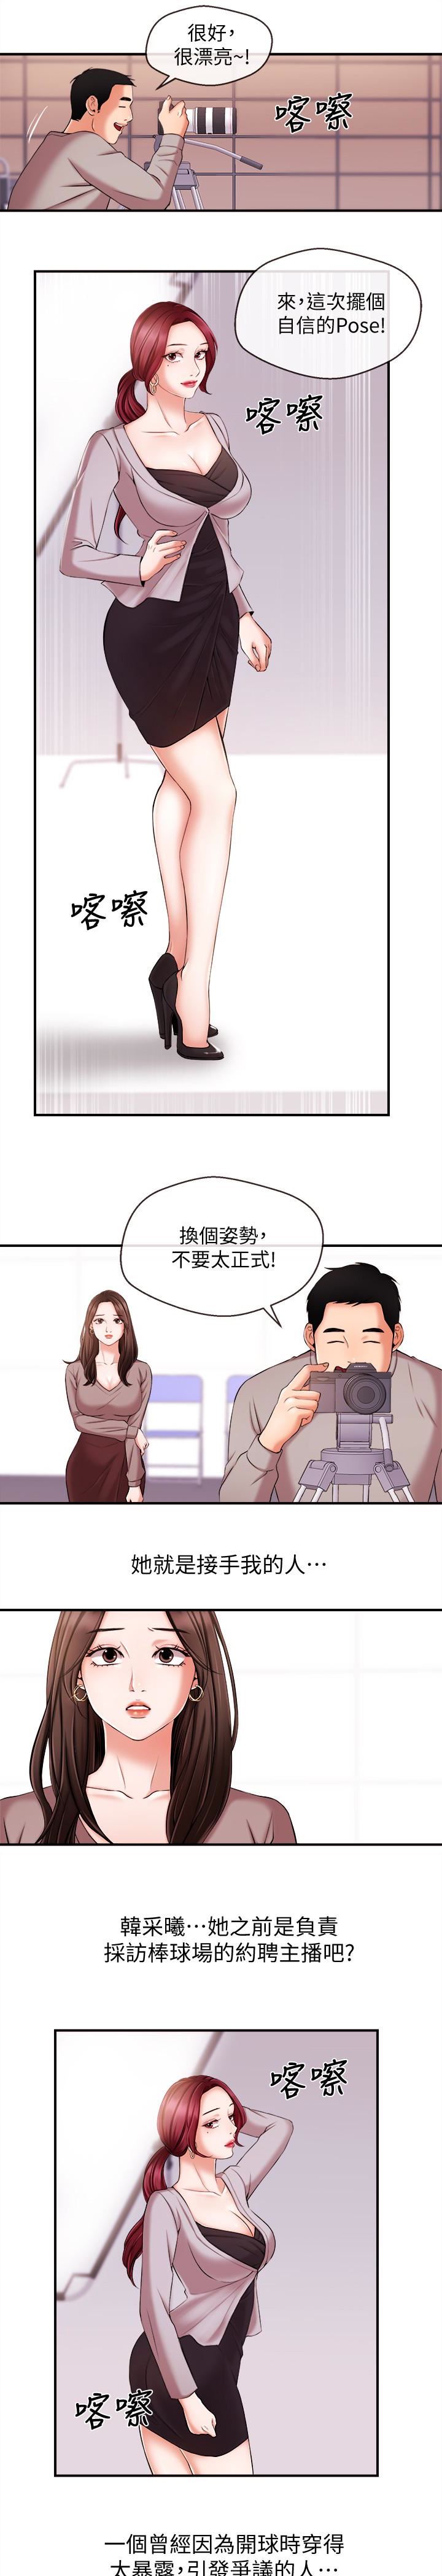 很好，
很漂亮~!
喀嚓
來，這次擺個
自信的Pose!
喀嚓
喀嚓
換個姿勢，
不要太正式!
她就是接手我的人…
韓采曦…她之前是負責
採訪棒球場的約聘主播吧?
喀嚓
喀嚓
一個曾經因為開球時穿得
太暴露，引發爭議的人…